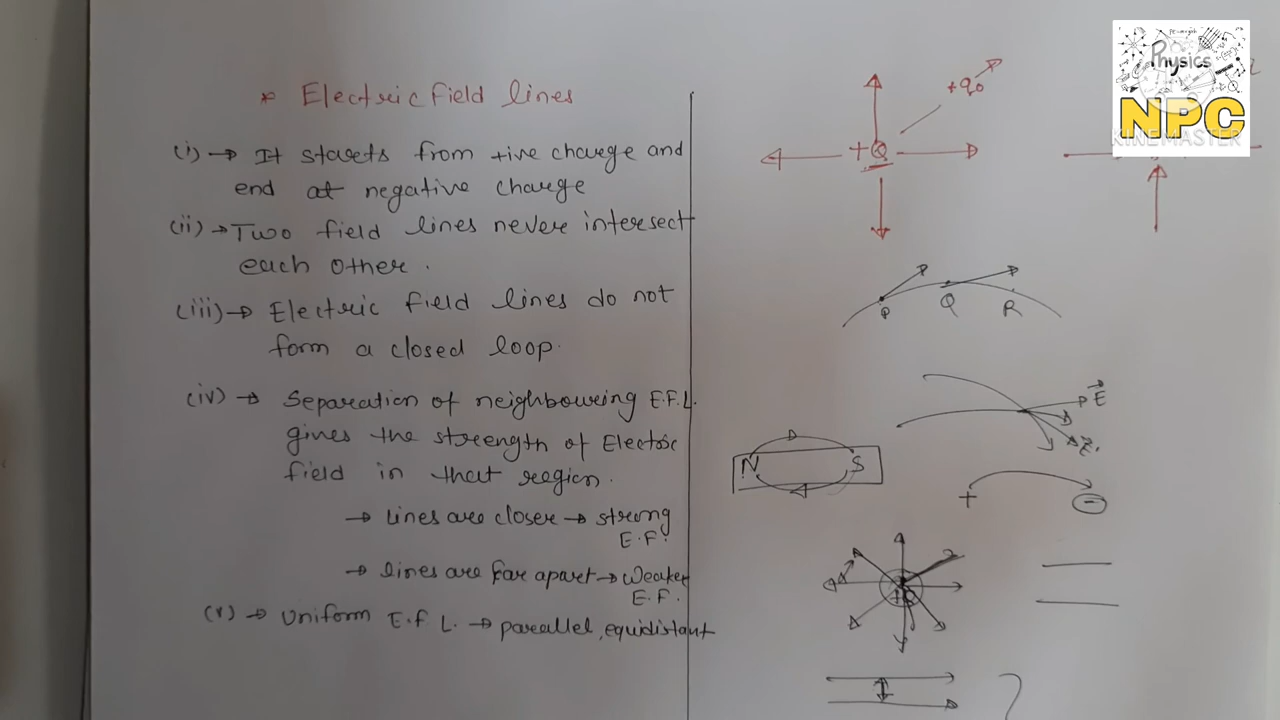 * Electric field lines
(i) → It starts from +ive charge and
end at negative charge
(ii) → Two field lines never intersect
each other.
(iii) → Electric field lines do not
form a closed loop.
(iv) → Separation of neighbouring E.F.L.
gives the strength of Electric
field in that region.
→ lines are closer → strong
E.F.
→ lines are far apart → weaker
E.F.
(v) → Uniform E.F.L. → parallel, equidistant
+q₀
+Q
P
Q
R
E
N
S
+
-
Physics
NPC
KINEMASTER